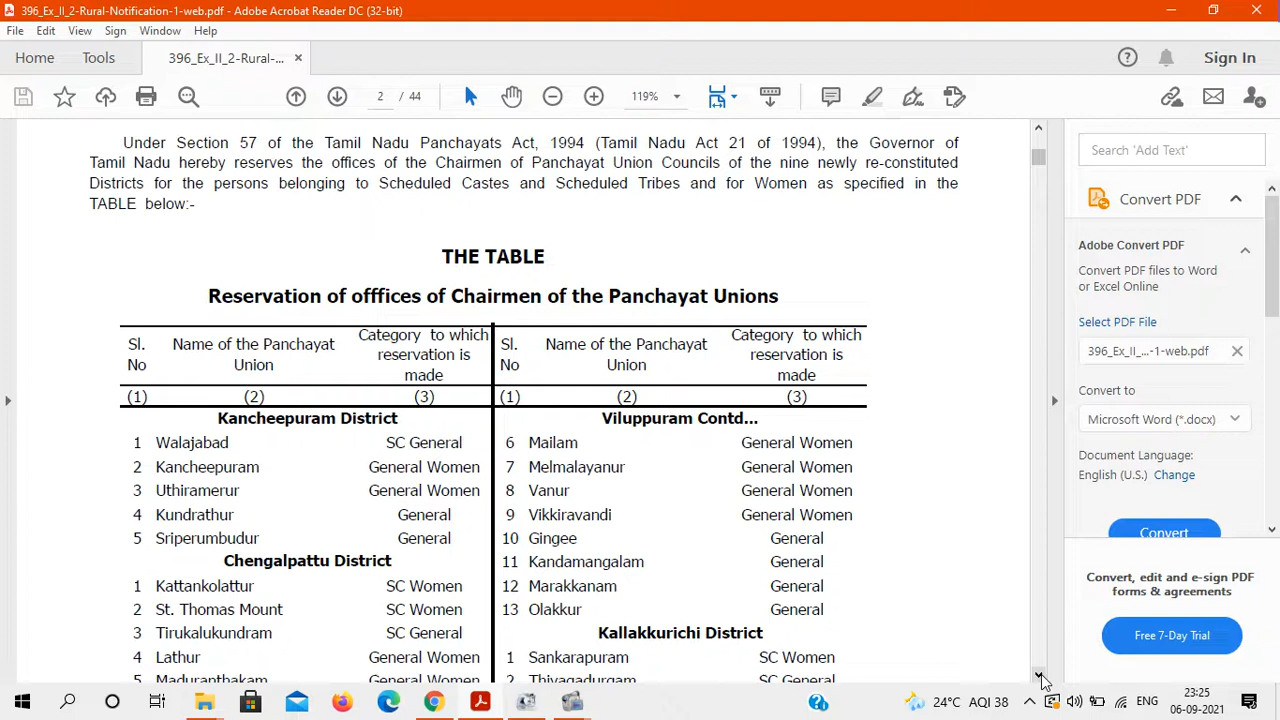 396_Ex_II_2-Rural-Notification-1-web.pdf - Adobe Acrobat Reader DC (32-bit)
File Edit View Sign Window Help
Home Tools 396_Ex_II_2-Rural-... × Sign In
2 / 44 119%
Under Section 57 of the Tamil Nadu Panchayats Act, 1994 (Tamil Nadu Act 21 of 1994), the Governor of
Tamil Nadu hereby reserves the offices of the Chairmen of Panchayat Union Councils of the nine newly re-constituted
Districts for the persons belonging to Scheduled Castes and Scheduled Tribes and for Women as specified in the
TABLE below:-
THE TABLE
Reservation of offfices of Chairmen of the Panchayat Unions
Sl. No Name of the Panchayat Union Category to which reservation is made
(1) (2) (3)
Kancheepuram District
1 Walajabad SC General
2 Kancheepuram General Women
3 Uthiramerur General Women
4 Kundrathur General
5 Sriperumbudur General
Chengalpattu District
1 Kattankolattur SC Women
2 St. Thomas Mount SC Women
3 Tirukalukundram SC General
4 Lathur General Women
5 Maduranthakam General Women
Sl. No Name of the Panchayat Union Category to which reservation is made
(1) (2) (3)
Viluppuram Contd...
6 Mailam General Women
7 Melmalayanur General Women
8 Vanur General Women
9 Vikkiravandi General Women
10 Gingee General
11 Kandamangalam General
12 Marakkanam General
13 Olakkur General
Kallakkurichi District
1 Sankarapuram SC Women
2 Thiyagadurgam SC General
Search 'Add Text'
Convert PDF
Adobe Convert PDF
Convert PDF files to Word
or Excel Online
Select PDF File
396_Ex_II_...-1-web.pdf
Convert to
Microsoft Word (*.docx)
Document Language:
English (U.S.) Change
Convert
Convert, edit and e-sign PDF
forms & agreements
Free 7-Day Trial
24°C AQI 38 ENG 23:25
06-09-2021